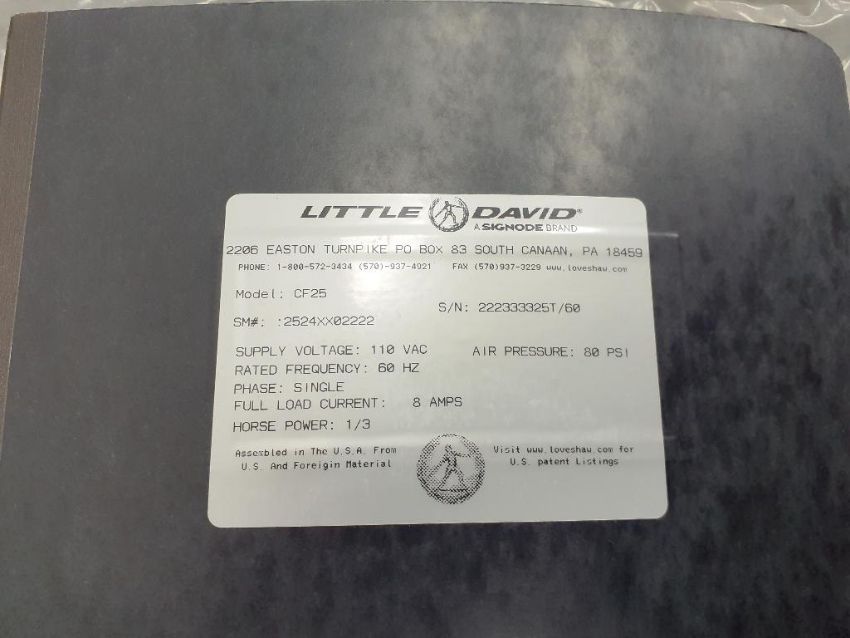 LITTLE DAVID®
A SIGNODE BRAND
2206 EASTON TURNPIKE PO BOX 83 SOUTH CANAAN, PA 18459
PHONE: 1-800-572-3434 (570)-937-4921 FAX (570)937-3229 www.loveshaw.com
Model: CF25
S/N: 222333325T/60
SM#: :2524XX02222
SUPPLY VOLTAGE: 110 VAC AIR PRESSURE: 80 PSI
RATED FREQUENCY: 60 HZ
PHASE: SINGLE
FULL LOAD CURRENT: 8 AMPS
HORSE POWER: 1/3
Assembled in The U.S.A. From
U.S. And Foreigin Material
Visit www.loveshaw.com for
U.S. patent Listings